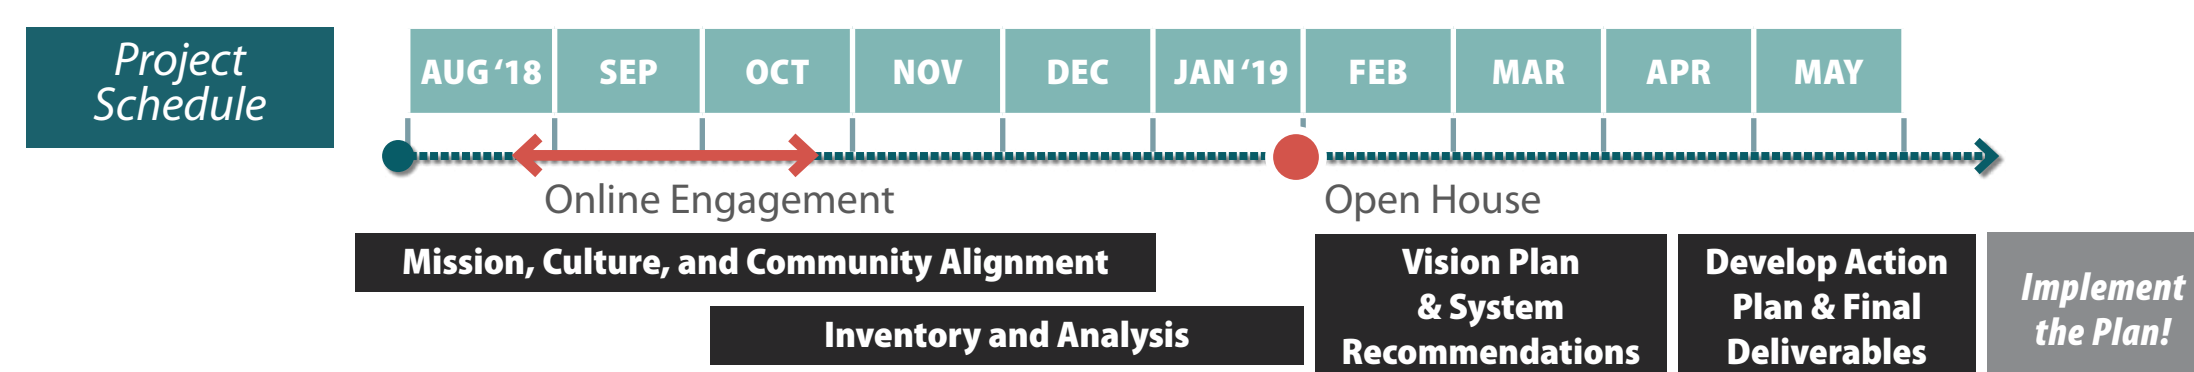 Project
Schedule
AUG ‘18 SEP OCT NOV DEC JAN ‘19 FEB MAR APR MAY
Online Engagement
Open House
Mission, Culture, and Community Alignment
Inventory and Analysis
Vision Plan
& System
Recommendations
Develop Action
Plan & Final
Deliverables
Implement
the Plan!